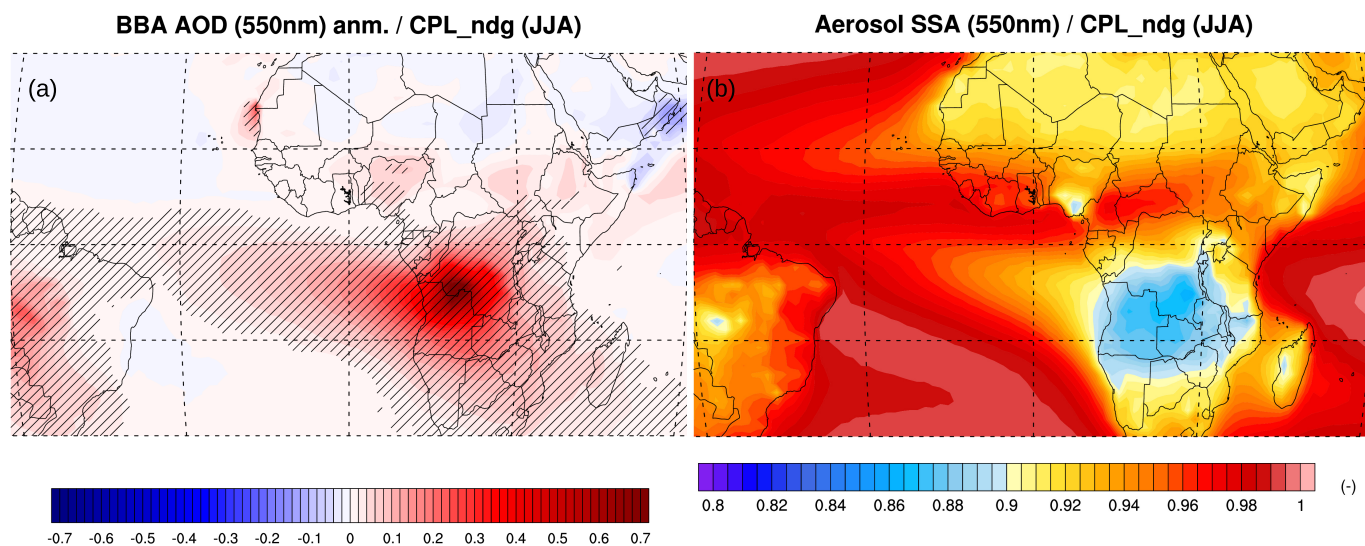 BBA AOD (550nm) anm. / CPL_ndg (JJA)
Aerosol SSA (550nm) / CPL_ndg (JJA)
(a)
(b)
-0.7 -0.6 -0.5 -0.4 -0.3 -0.2 -0.1 0 0.1 0.2 0.3 0.4 0.5 0.6 0.7
0.8 0.82 0.84 0.86 0.88 0.9 0.92 0.94 0.96 0.98 1
(-)